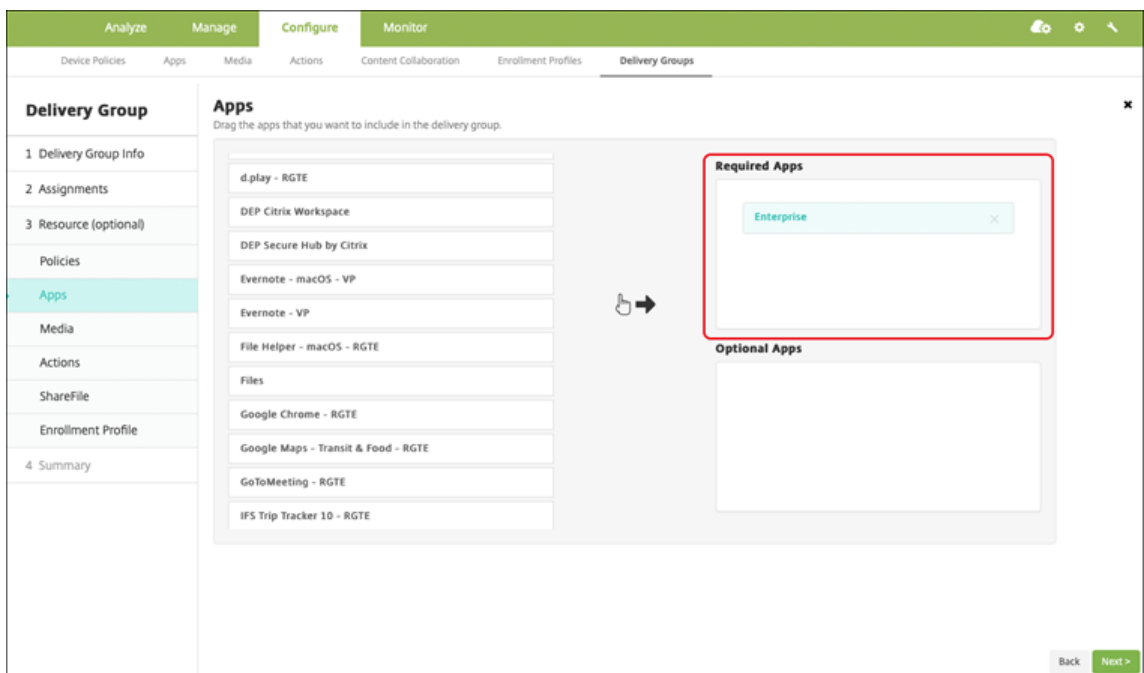 Analyze Manage Configure Monitor
Device Policies Apps Media Actions Content Collaboration Enrollment Profiles Delivery Groups
Delivery Group
1 Delivery Group Info
2 Assignments
3 Resource (optional)
Policies
Apps
Media
Actions
ShareFile
Enrollment Profile
4 Summary
Apps
Drag the apps that you want to include in the delivery group.
d.play - RGTE
DEP Citrix Workspace
DEP Secure Hub by Citrix
Evernote - macOS - VP
Evernote - VP
File Helper - macOS - RGTE
Files
Google Chrome - RGTE
Google Maps - Transit & Food - RGTE
GoToMeeting - RGTE
IFS Trip Tracker 10 - RGTE
Required Apps
Enterprise
Optional Apps
Back Next >